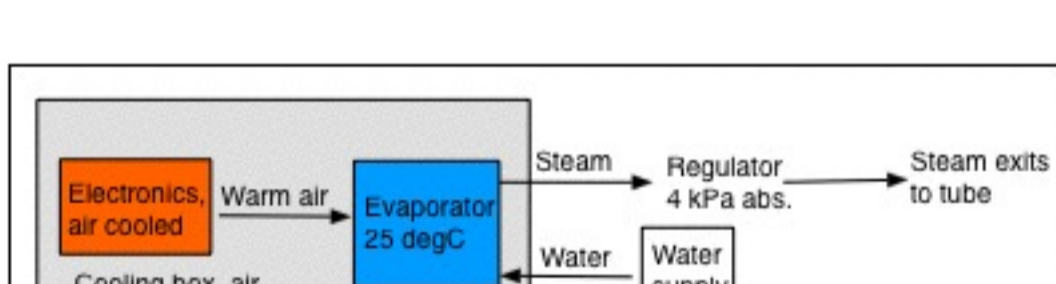 Electronics,
air cooled
Warm air
Evaporator
25 degC
Steam
Regulator
4 kPa abs.
Steam exits
to tube
Water
Water
supply
Cooling box, air